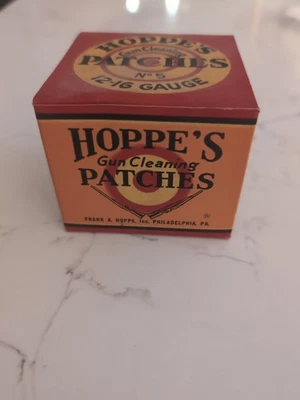 HOPPE'S
Gun Cleaning
PATCHES
Nº 5
12-16 GAUGE
HOPPE'S
Gun Cleaning
PATCHES
FRANK A. HOPPE, INC. PHILADELPHIA, PA.